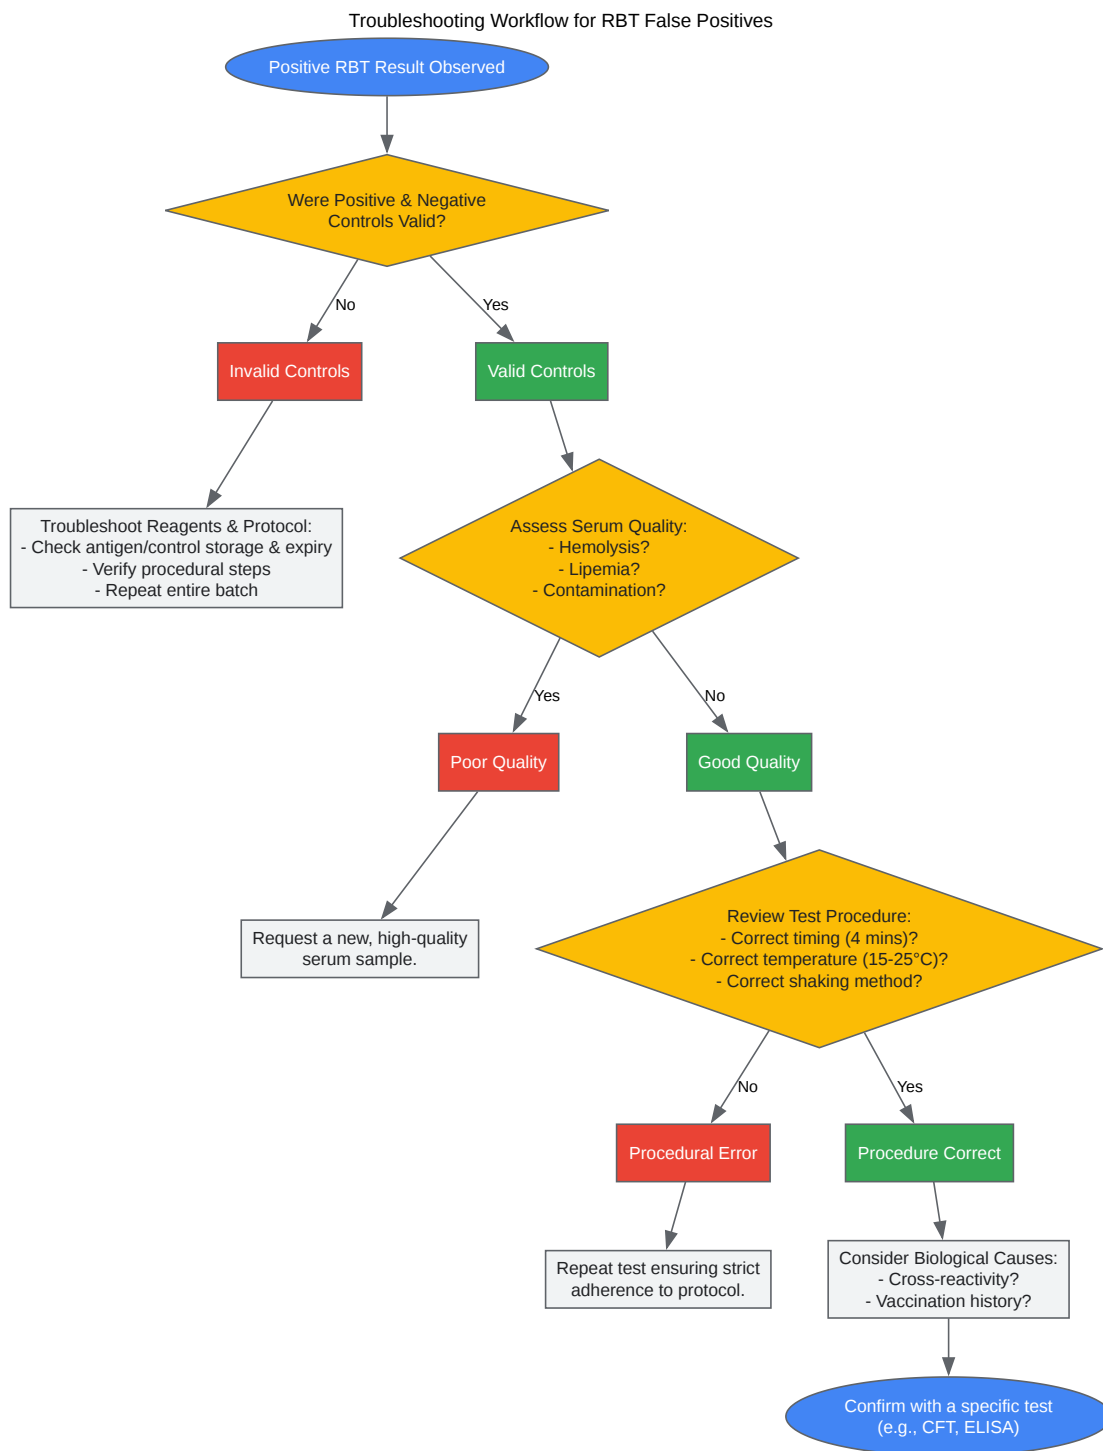 Troubleshooting Workflow for RBT False Positives
Positive RBT Result Observed
Were Positive & Negative
Controls Valid?
No
Yes
Invalid Controls
Valid Controls
Troubleshoot Reagents & Protocol:
- Check antigen/control storage & expiry
- Verify procedural steps
- Repeat entire batch
Assess Serum Quality:
- Hemolysis?
- Lipemia?
- Contamination?
Yes
No
Poor Quality
Good Quality
Request a new, high-quality
serum sample.
Review Test Procedure:
- Correct timing (4 mins)?
- Correct temperature (15-25°C)?
- Correct shaking method?
No
Yes
Procedural Error
Procedure Correct
Repeat test ensuring strict
adherence to protocol.
Consider Biological Causes:
- Cross-reactivity?
- Vaccination history?
Confirm with a specific test
(e.g., CFT, ELISA)